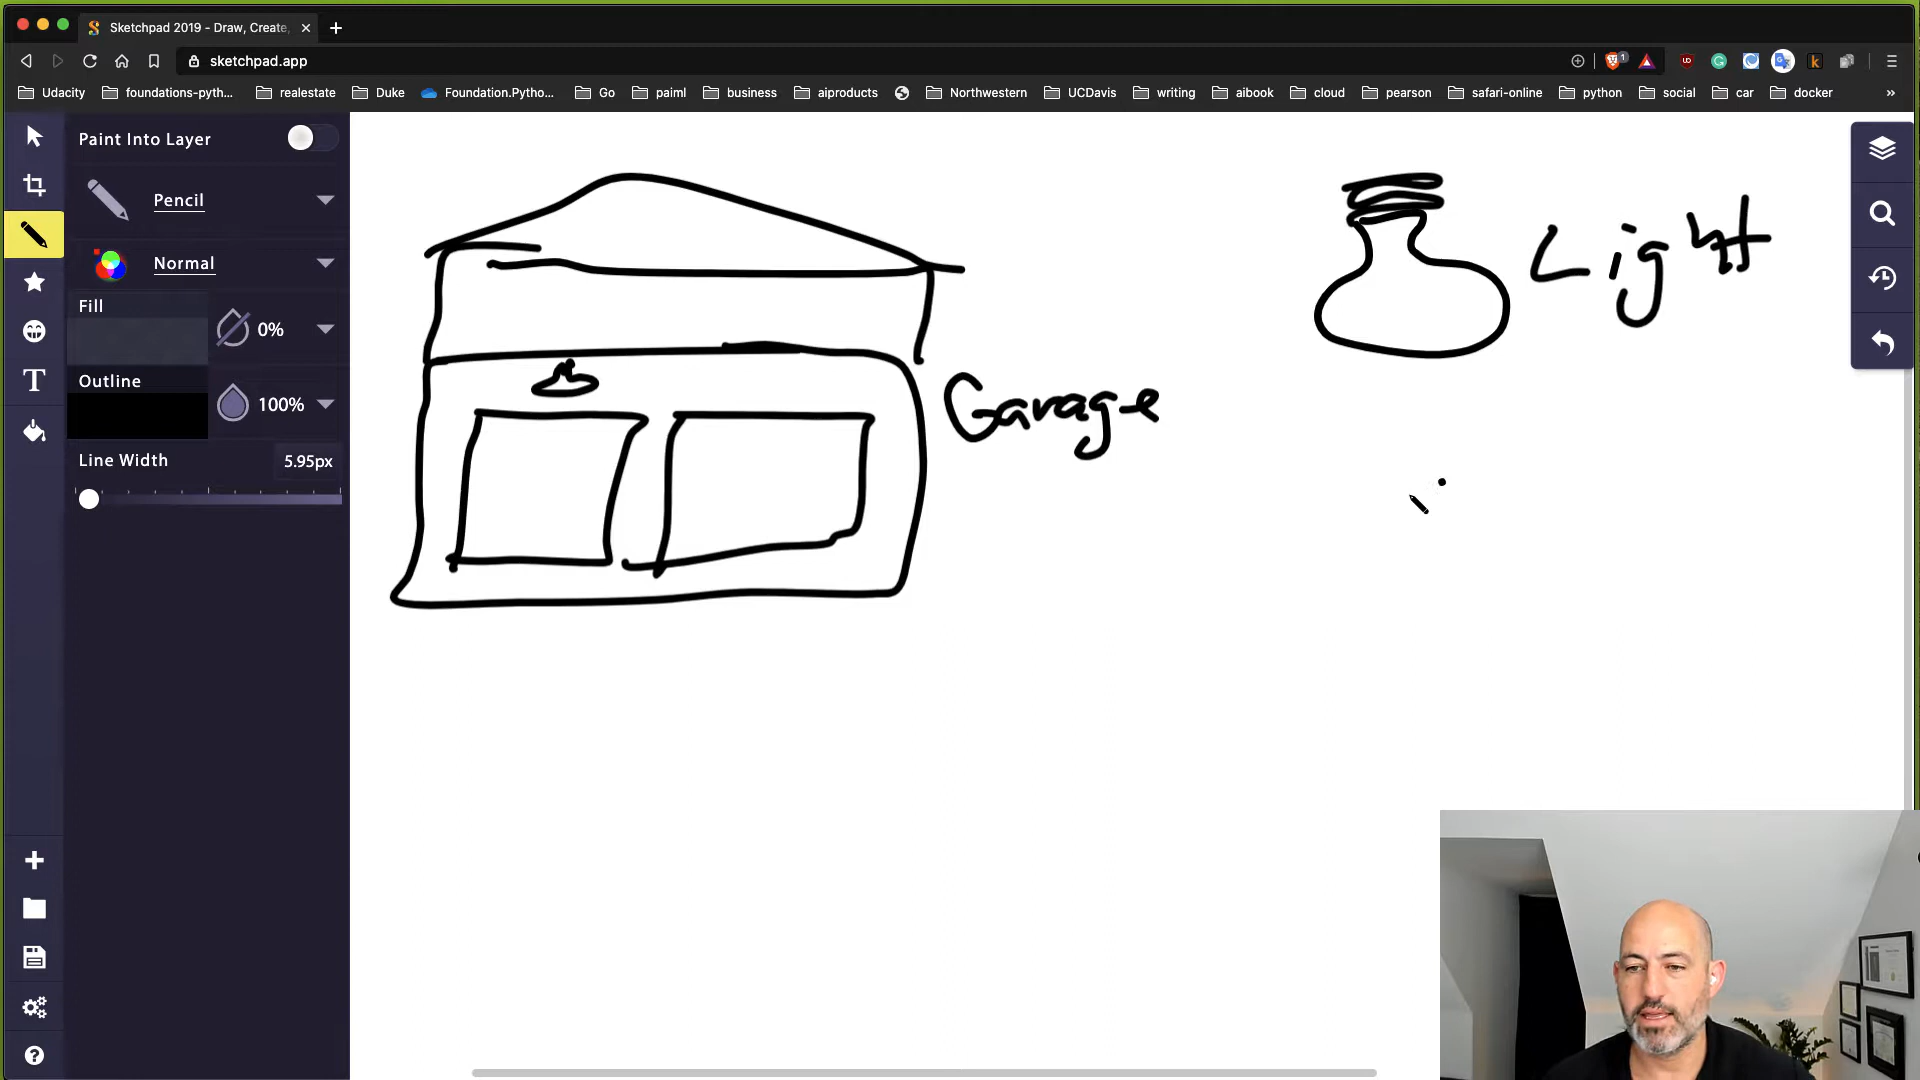 Sketchpad 2019 - Draw, Create,
sketchpad.app
1
Udacity foundations-pyth... realestate Duke Foundation.Pytho... Go paiml business aiproducts Northwestern UCDavis writing aibook cloud pearson safari-online python social car docker »
Paint Into Layer
Pencil
Normal
Fill
0%
Outline
100%
Line Width 5.95px
T
Light
Garage